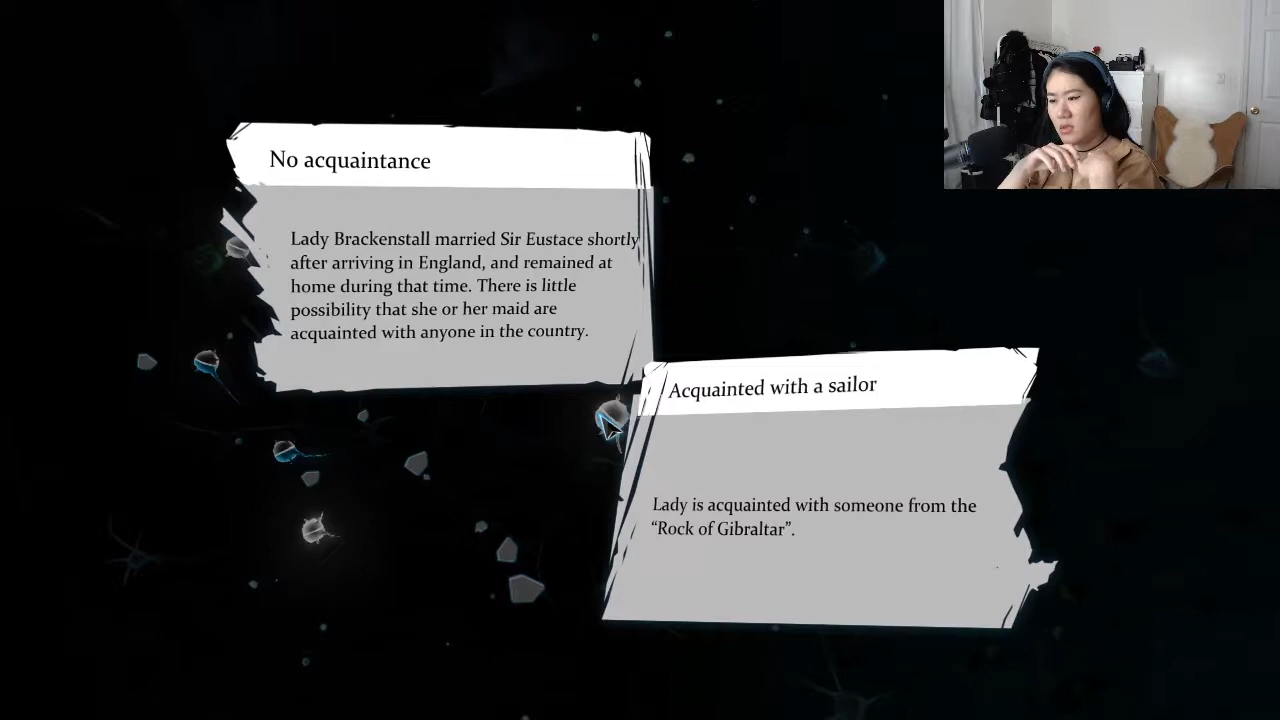 No acquaintance
Lady Brackenstall married Sir Eustace shortly
after arriving in England, and remained at
home during that time. There is little
possibility that she or her maid are
acquainted with anyone in the country.
Acquainted with a sailor
Lady is acquainted with someone from the
“Rock of Gibraltar”.